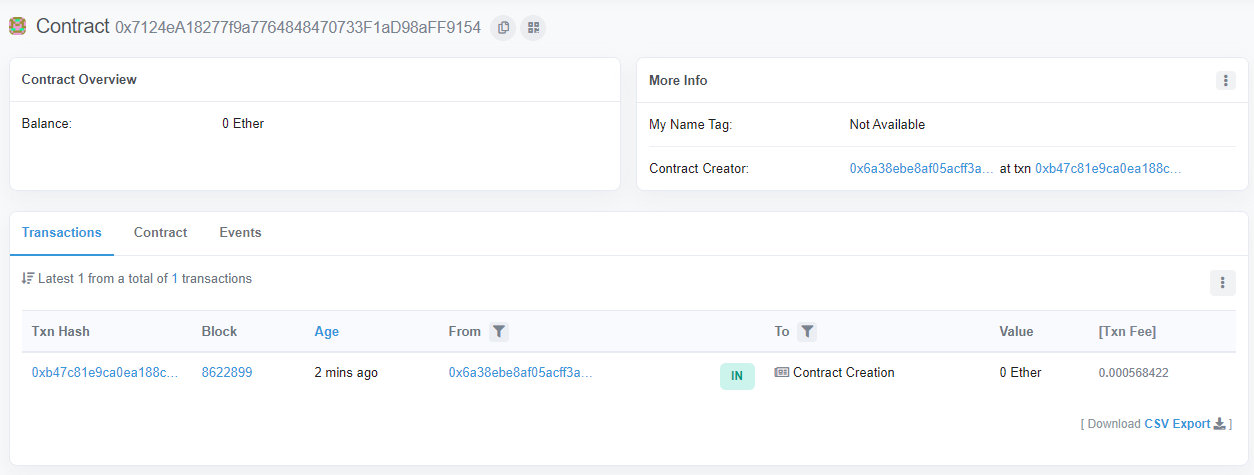 Contract 0x7124eA18277f9a7764848470733F1aD98aFF9154
Contract Overview
Balance: 0 Ether
More Info
My Name Tag: Not Available
Contract Creator: 0x6a38ebe8af05acff3a... at txn 0xb47c81e9ca0ea188c...
Transactions Contract Events
Latest 1 from a total of 1 transactions
Txn Hash Block Age From To Value [Txn Fee]
0xb47c81e9ca0ea188c... 8622899 2 mins ago 0x6a38ebe8af05acff3a... IN Contract Creation 0 Ether 0.000568422
[ Download CSV Export ]